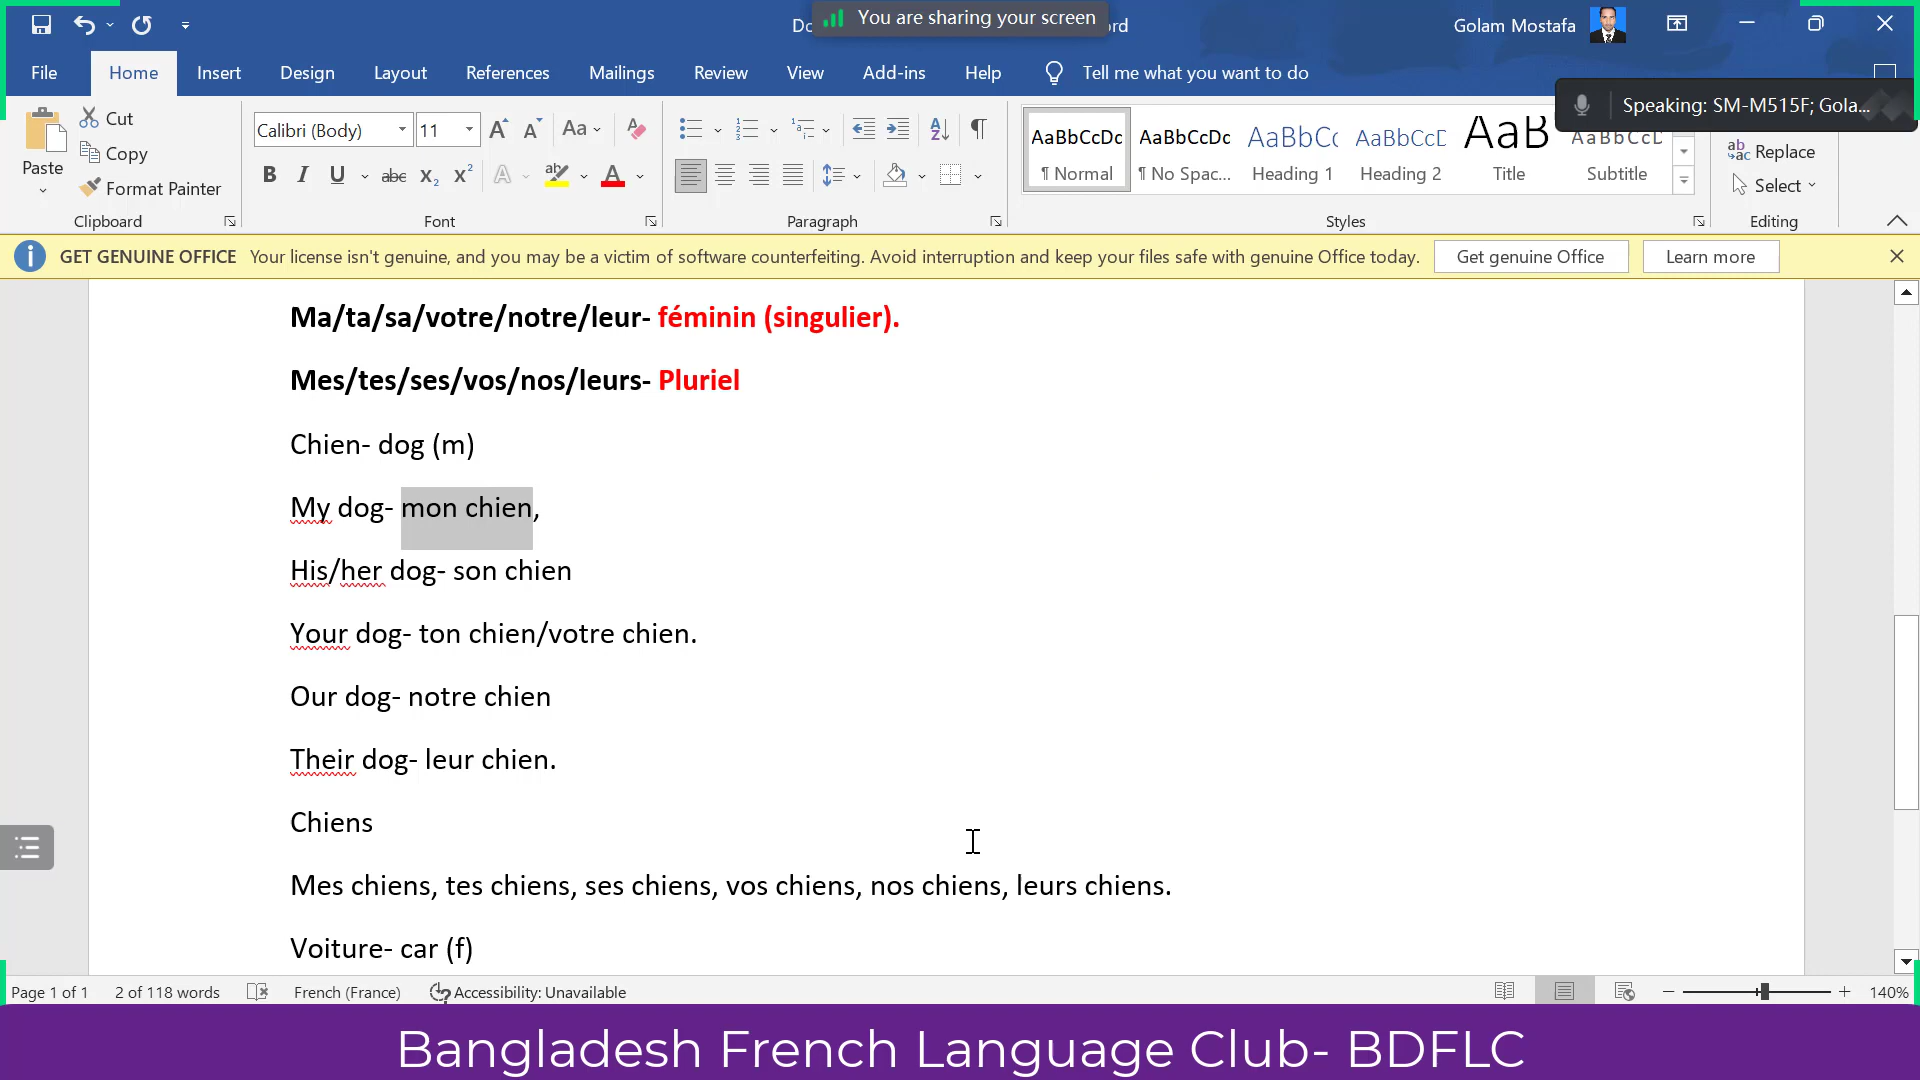 You are sharing your screen
Golam Mostafa
File Home Insert Design Layout References Mailings Review View Add-ins Help Tell me what you want to do
Speaking: SM-M515F; Gola...
Cut
Copy
Format Painter
Paste
Clipboard
Calibri (Body) 11
Font
Paragraph
AaBbCcDc AaBbCcDc AaBbC AaBbCcD AaB AaBbCcD
¶ Normal ¶ No Spac... Heading 1 Heading 2 Title Subtitle
Styles
Replace
Select
Editing
GET GENUINE OFFICE Your license isn't genuine, and you may be a victim of software counterfeiting. Avoid interruption and keep your files safe with genuine Office today. Get genuine Office Learn more
Ma/ta/sa/votre/notre/leur- féminin (singulier).
Mes/tes/ses/vos/nos/leurs- Pluriel
Chien- dog (m)
My dog- mon chien,
His/her dog- son chien
Your dog- ton chien/votre chien.
Our dog- notre chien
Their dog- leur chien.
Chiens
Mes chiens, tes chiens, ses chiens, vos chiens, nos chiens, leurs chiens.
Voiture- car (f)
Page 1 of 1 2 of 118 words French (France) Accessibility: Unavailable 140%
Bangladesh French Language Club- BDFLC